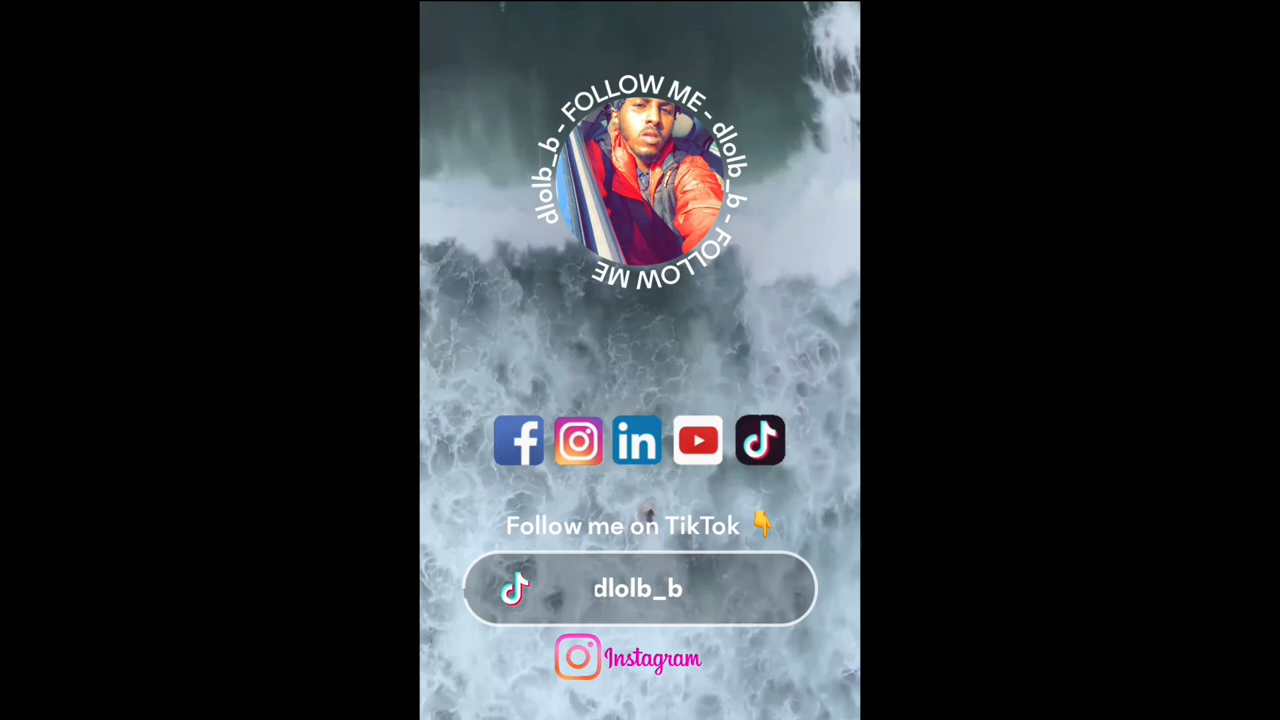 dlolb_b - FOLLOW ME - dlolb_b - FOLLOW ME
Follow me on TikTok 👇
dlolb_b
Instagram